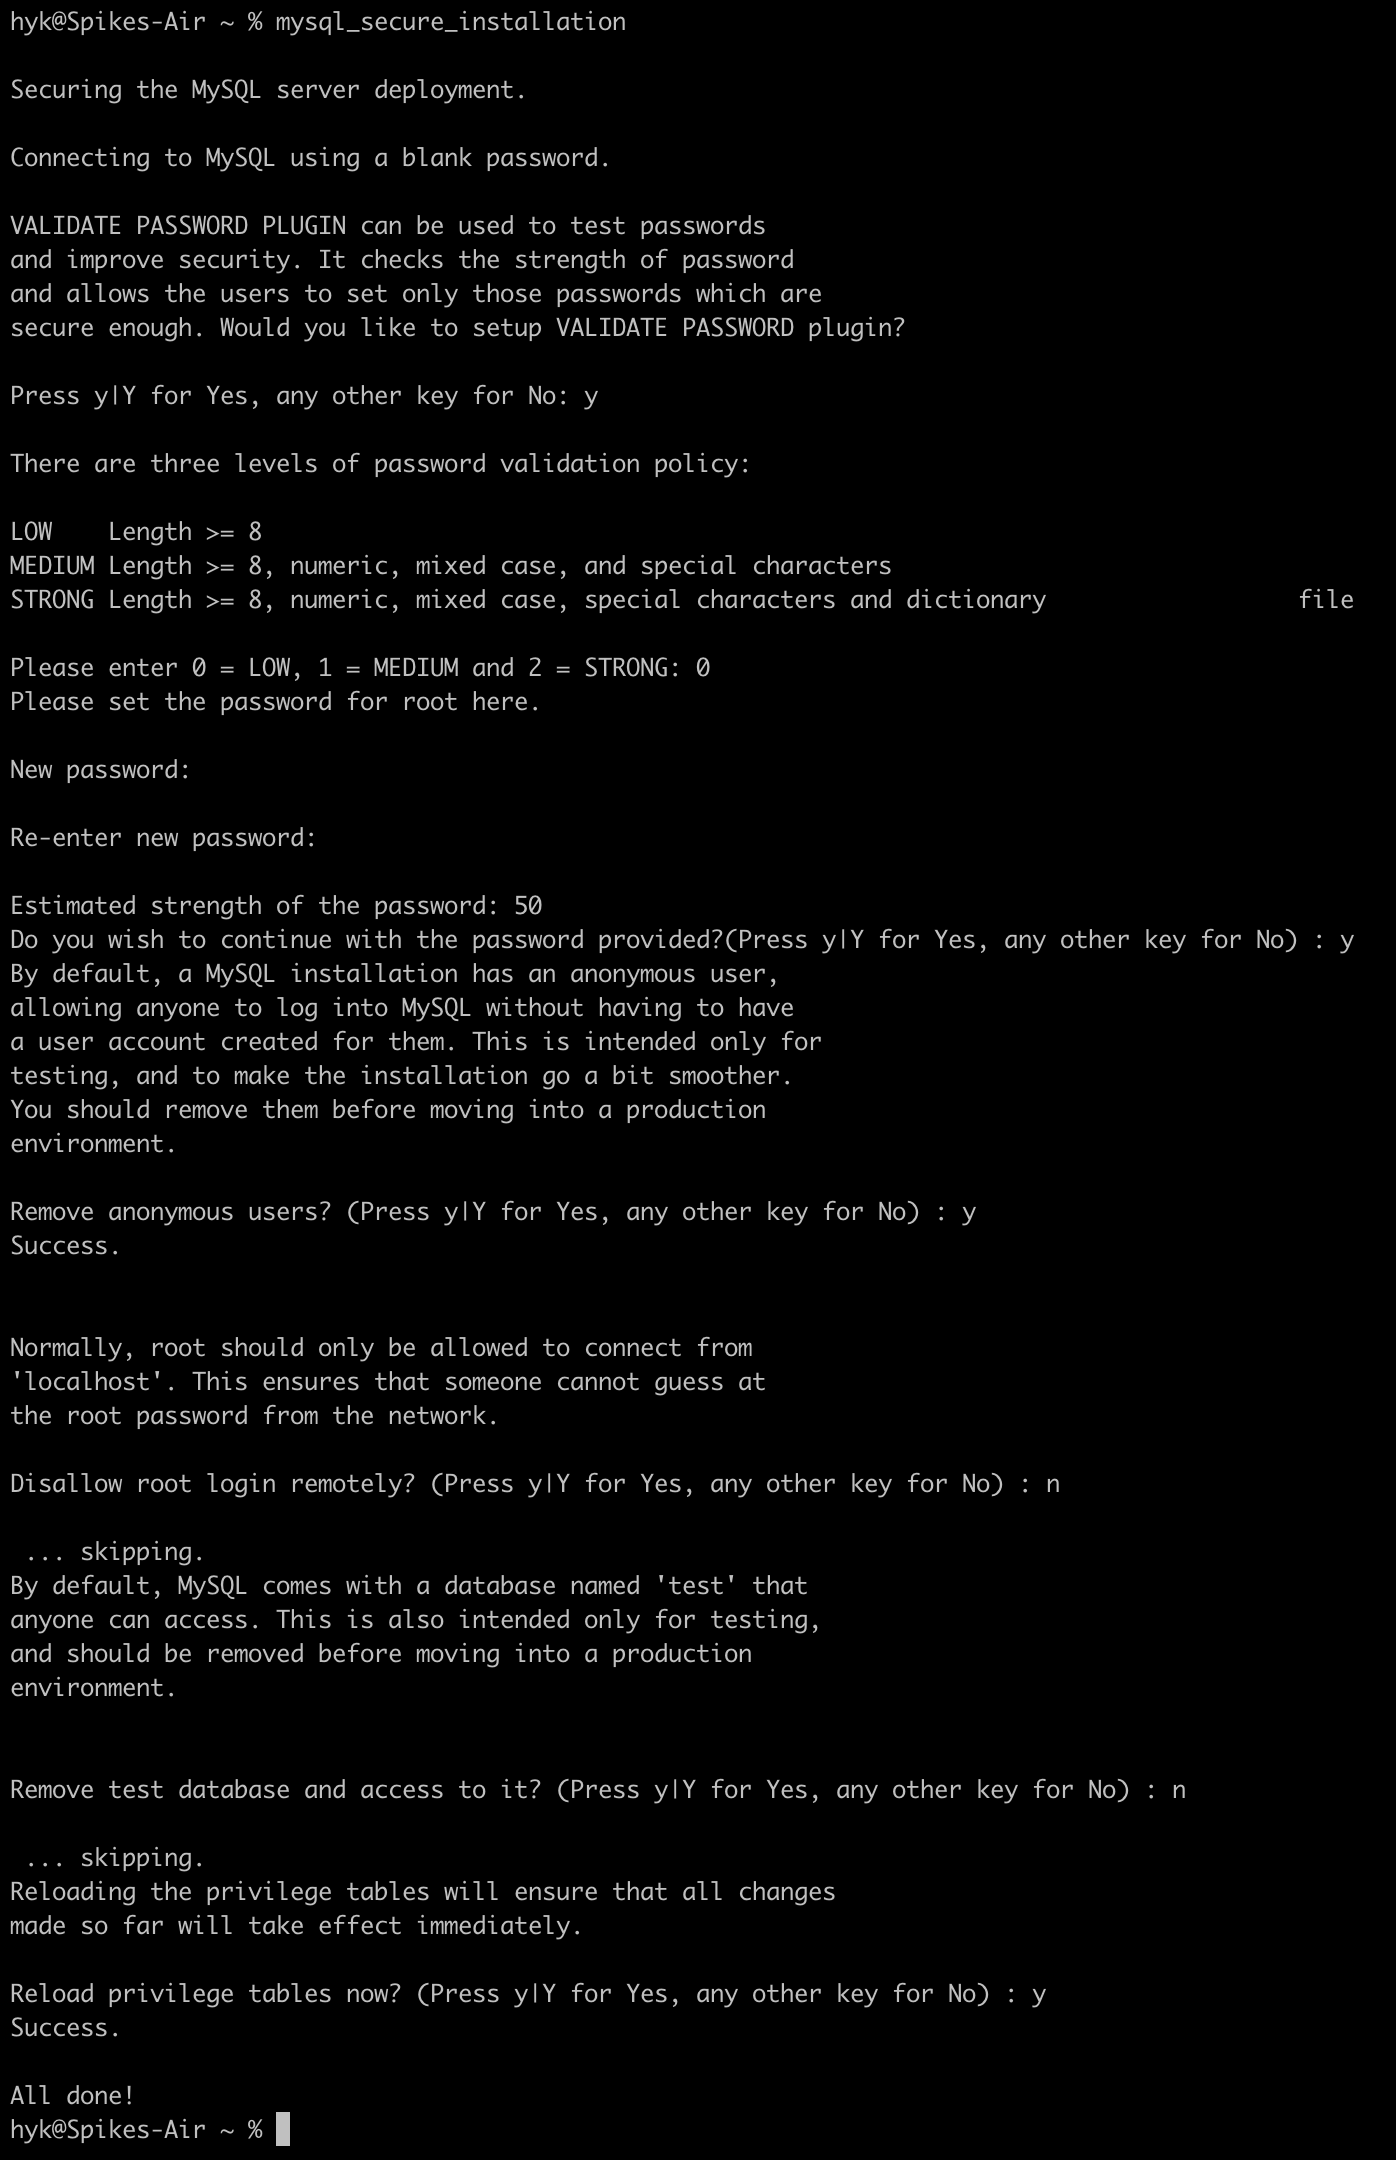 hyk@Spikes-Air ~ % mysql_secure_installation
Securing the MySQL server deployment.
Connecting to MySQL using a blank password.
VALIDATE PASSWORD PLUGIN can be used to test passwords
and improve security. It checks the strength of password
and allows the users to set only those passwords which are
secure enough. Would you like to setup VALIDATE PASSWORD plugin?
Press y|Y for Yes, any other key for No: y
There are three levels of password validation policy:
LOW    Length >= 8
MEDIUM Length >= 8, numeric, mixed case, and special characters
STRONG Length >= 8, numeric, mixed case, special characters and dictionary                  file
Please enter 0 = LOW, 1 = MEDIUM and 2 = STRONG: 0
Please set the password for root here.
New password:
Re-enter new password:
Estimated strength of the password: 50
Do you wish to continue with the password provided?(Press y|Y for Yes, any other key for No) : y
By default, a MySQL installation has an anonymous user,
allowing anyone to log into MySQL without having to have
a user account created for them. This is intended only for
testing, and to make the installation go a bit smoother.
You should remove them before moving into a production
environment.
Remove anonymous users? (Press y|Y for Yes, any other key for No) : y
Success.
Normally, root should only be allowed to connect from
'localhost'. This ensures that someone cannot guess at
the root password from the network.
Disallow root login remotely? (Press y|Y for Yes, any other key for No) : n
 ... skipping.
By default, MySQL comes with a database named 'test' that
anyone can access. This is also intended only for testing,
and should be removed before moving into a production
environment.
Remove test database and access to it? (Press y|Y for Yes, any other key for No) : n
 ... skipping.
Reloading the privilege tables will ensure that all changes
made so far will take effect immediately.
Reload privilege tables now? (Press y|Y for Yes, any other key for No) : y
Success.
All done!
hyk@Spikes-Air ~ %